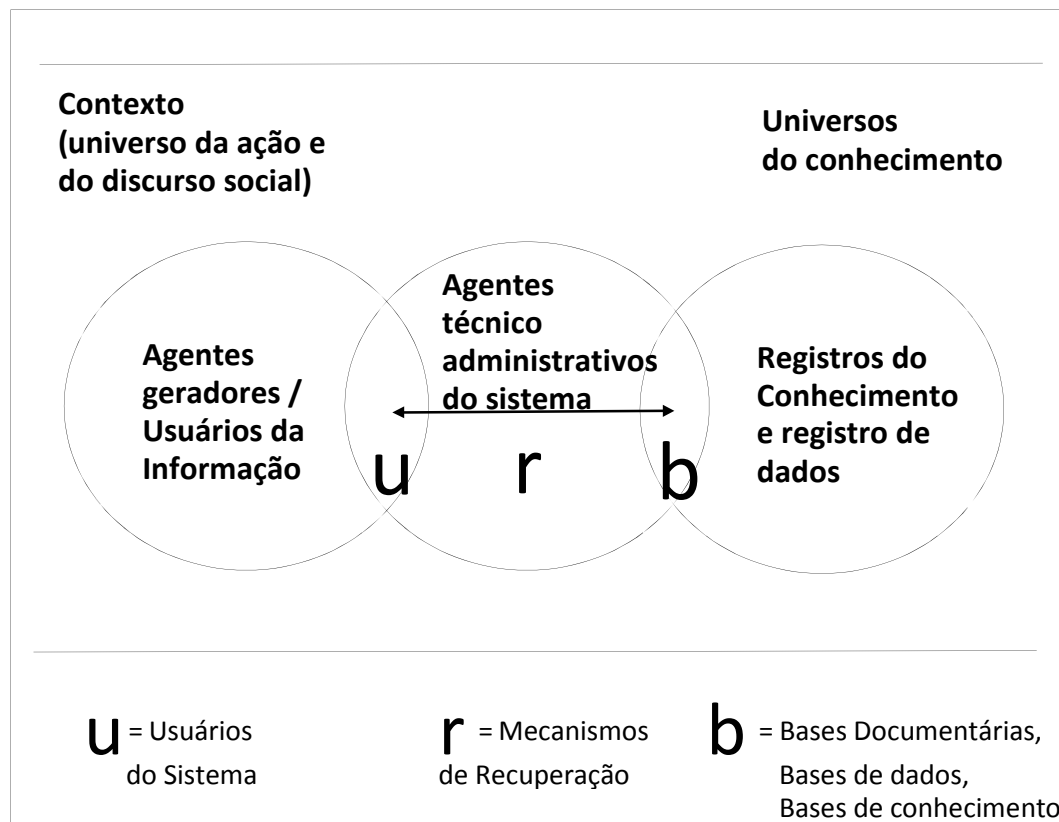 Contexto
(universo da ação e
do discurso social)
Universos
do conhecimento
Agentes
geradores /
Usuários da
Informação
Agentes
técnico
administrativos
do sistema
Registros do
Conhecimento
e registro de
dados
u
r
b
u = Usuários
do Sistema
r = Mecanismos
de Recuperação
b = Bases Documentárias,
Bases de dados,
Bases de conhecimento